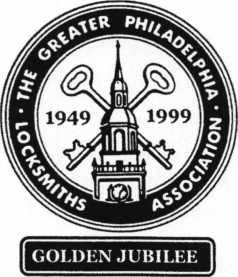 · THE GREATER PHILADELPHIA ·
LOCKSMITHS ASSOCIATION
1949 1999
GOLDEN JUBILEE